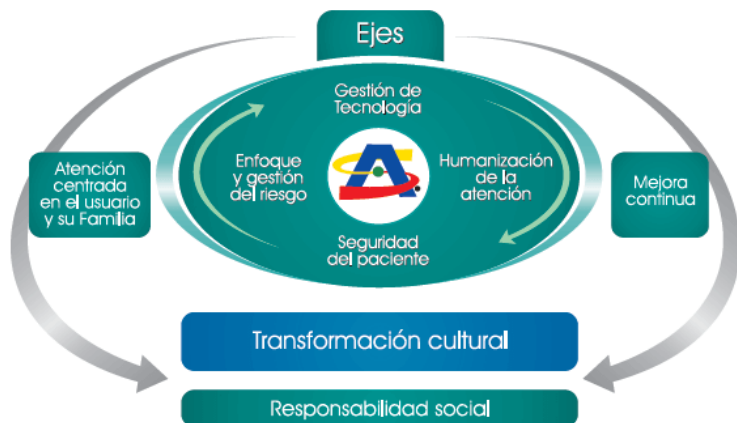 Ejes
Gestión de
Tecnología
Atención
centrada
en el usuario
y su Familia
Enfoque
y gestión
del riesgo
Humanización
de la
atención
Mejora
continua
Seguridad
del paciente
Transformación cultural
Responsabilidad social